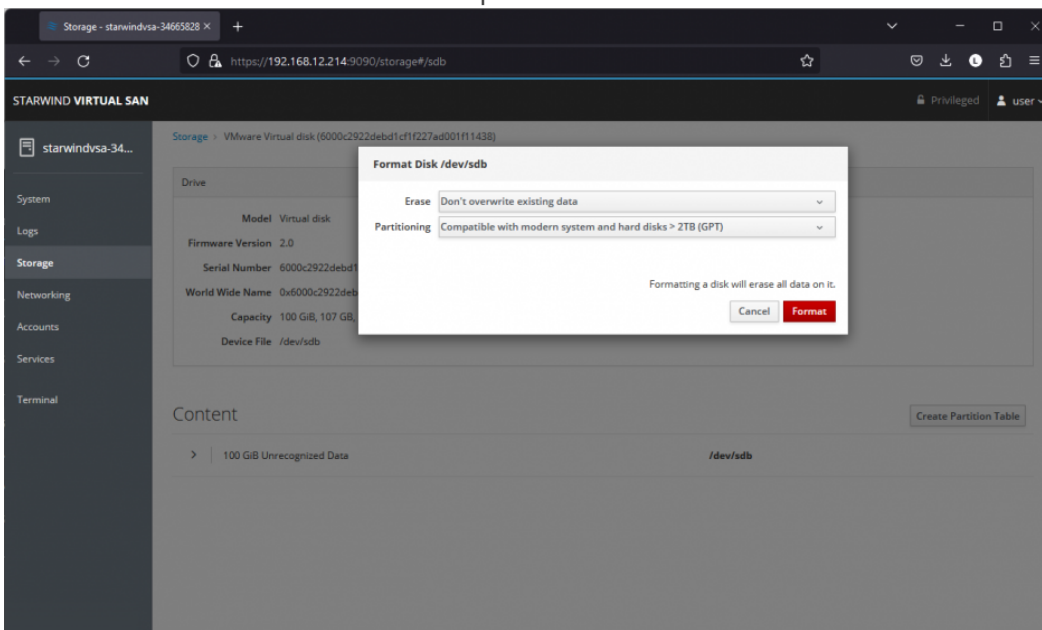 Storage - starwindvsa-34665828
https://192.168.12.214:9090/storage#/sdb
STARWIND VIRTUAL SAN
Privileged
user
starwindvsa-34...
Storage > VMware Virtual disk (6000c2922debd1cf1f227ad001f11438)
System
Logs
Storage
Networking
Accounts
Services
Terminal
Drive
Model Virtual disk
Firmware Version 2.0
Serial Number 6000c2922debd1
World Wide Name 0x6000c2922deb
Capacity 100 GiB, 107 GB,
Device File /dev/sdb
Format Disk /dev/sdb
Erase Don't overwrite existing data
Partitioning Compatible with modern system and hard disks > 2TB (GPT)
Formatting a disk will erase all data on it.
Cancel Format
Content
Create Partition Table
100 GiB Unrecognized Data /dev/sdb